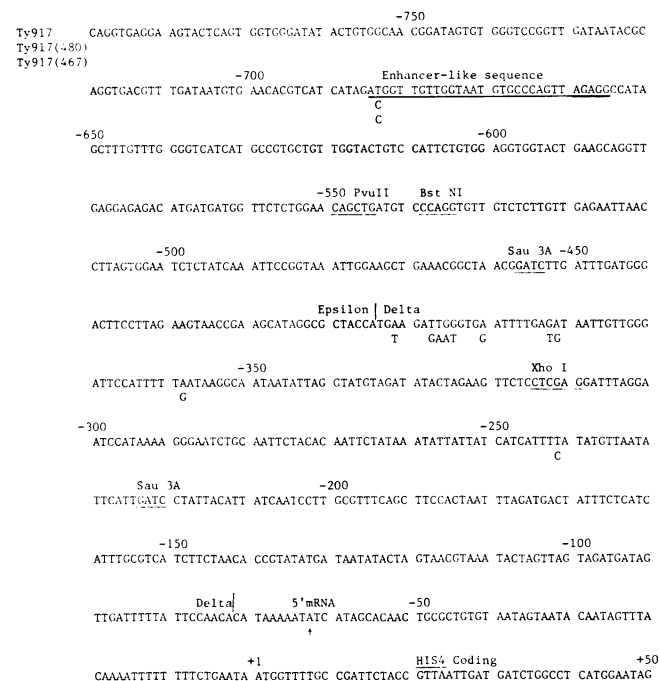 -750
Ty917 CAGGTGAGGA AGTACTCAGT GGTGGGATAT ACTGTGGCAA CGGATAGTGT GGGTCCGGTT GATAATACGC
Ty917(480)
Ty917(467)
-700 Enhancer-like sequence
AGGTGACGTT TGATAATGTG AACACGTCAT CATAGATGGT TGTTGGTAAT GTGCCCAGTT AGAGGCCATA
C
C
-650 -600
GCTTTGTTTG GGGTCATCAT GCCGTGCTGT TGGTACTGTC CATTCTGTGG AGGTGGTACT GAAGCAGGTT
-550 PvuII Bst NI
GAGGAGAGAC ATGATGATGG TTCTCTGGAA CAGCTGATGT CCCAGGTGTT GTCTCTTGTT GAGAATTAAC
-500 Sau 3A -450
CTTAGTGGAA TCTCTATCAA ATTCCGGTAA ATTGGAAGCT GAAACGGCTA ACGGATCTTG ATTTGATGGG
Epsilon | Delta
ACTTCCTTAG AAGTAACCGA AGCATAGGCG CTACCATGAA GATTGGGTGA ATTTTGAGAT AATTGTTGGG
T GAAT G TG
-350 Xho I
ATTCCATTTT TAATAAGGCA ATAATATTAG GTATGTAGAT ATACTAGAAG TTCTCCTCGA GGATTTAGGA
G
-300 -250
ATCCATAAAA GGGAATCTGC AATTCTACAC AATTCTATAA ATATTATTAT CATCATTTTA TATGTTAATA
C
Sau 3A -200
TTCATTGATC CTATTACATT ATCAATCCTT GCGTTTCAGC TTCCACTAAT TTAGATGACT ATTTCTCATC
-150 -100
ATTTGCGTCA TCTTCTAACA CCGTATATGA TAATATACTA GTAACGTAAA TACTAGTTAG TAGATGATAG
Delta| 5'mRNA -50
TTGATTTTTA TTCCAACACA TAAAAATATC ATAGCACAAC TGCGCTGTGT AATAGTAATA CAATAGTTTA
↑
+1 HIS4 Coding +50
CAAAATTTTT TTTCTGAATA ATGGTTTTGC CGATTCTACC GTTAATTGAT GATCTGGCCT CATGGAATAG